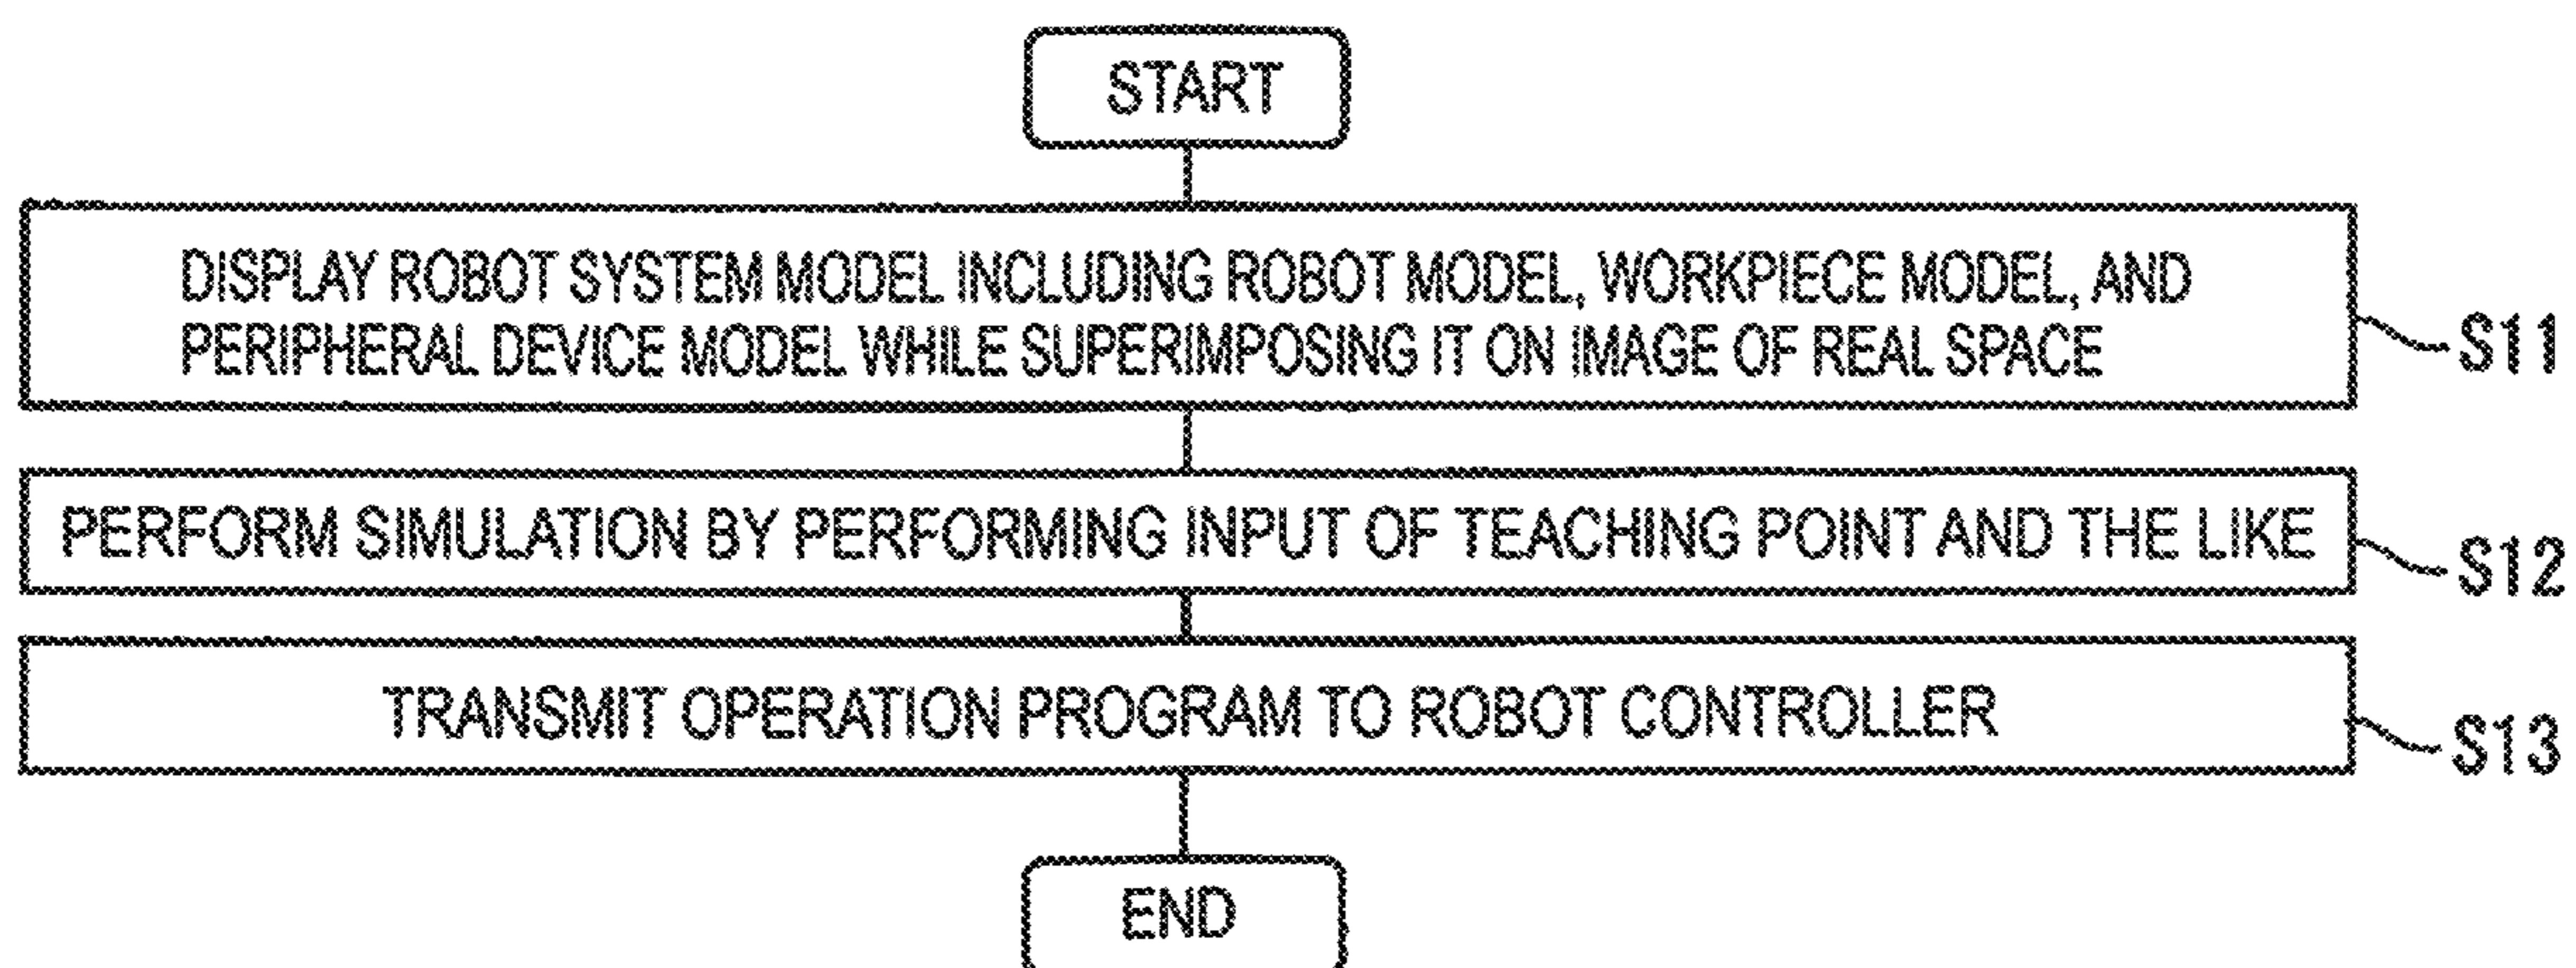 START
DISPLAY ROBOT SYSTEM MODEL INCLUDING ROBOT MODEL, WORKPIECE MODEL, AND
PERIPHERAL DEVICE MODEL WHILE SUPERIMPOSING IT ON IMAGE OF REAL SPACE
S11
PERFORM SIMULATION BY PERFORMING INPUT OF TEACHING POINT AND THE LIKE
S12
TRANSMIT OPERATION PROGRAM TO ROBOT CONTROLLER
S13
END